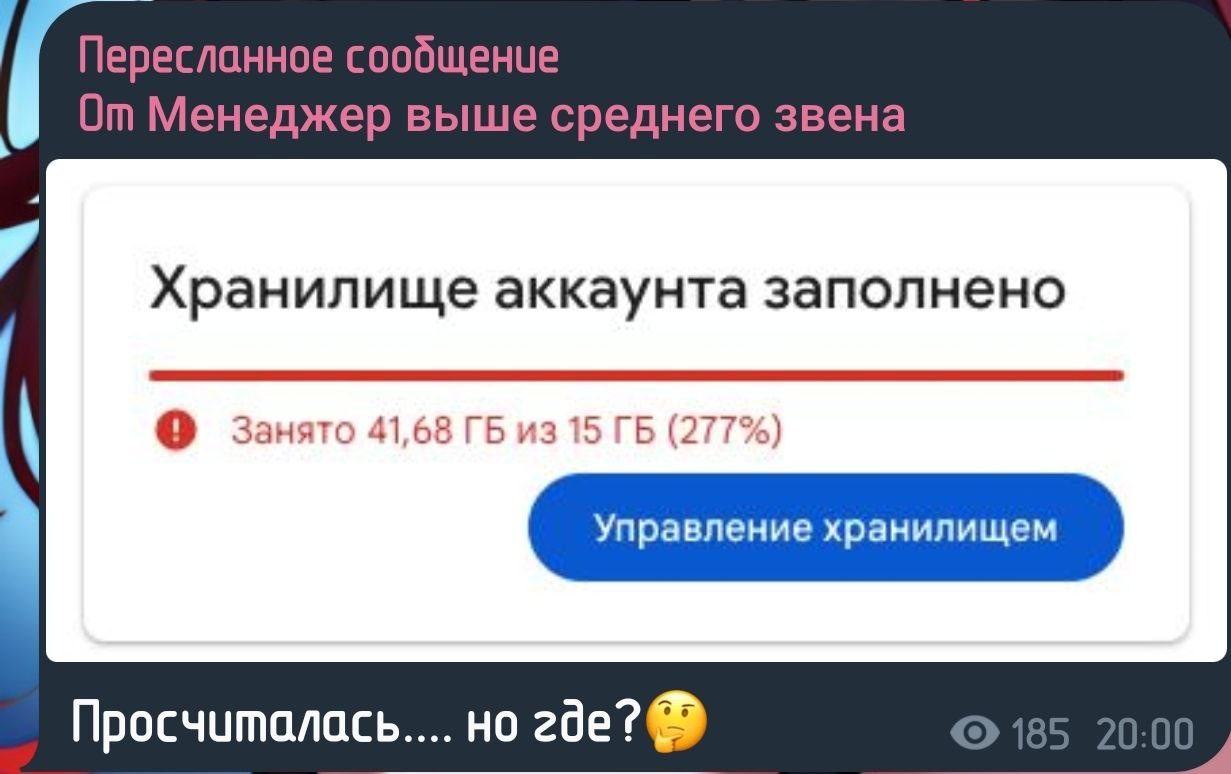 Пересланное сообщение
От Менеджер выше среднего звена
Хранилище аккаунта заполнено
Занято 41,68 ГБ из 15 ГБ (277%)
Управление хранилищем
Просчиталась.... но где?🤔
185 20:00